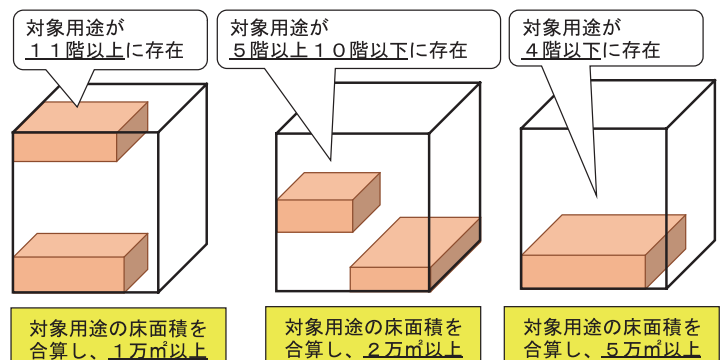 対象用途が
１１階以上に存在
対象用途が
５階以上１０階以下に存在
対象用途が
４階以下に存在
対象用途の床面積を
合算し、１万㎡以上
対象用途の床面積を
合算し、２万㎡以上
対象用途の床面積を
合算し、５万㎡以上